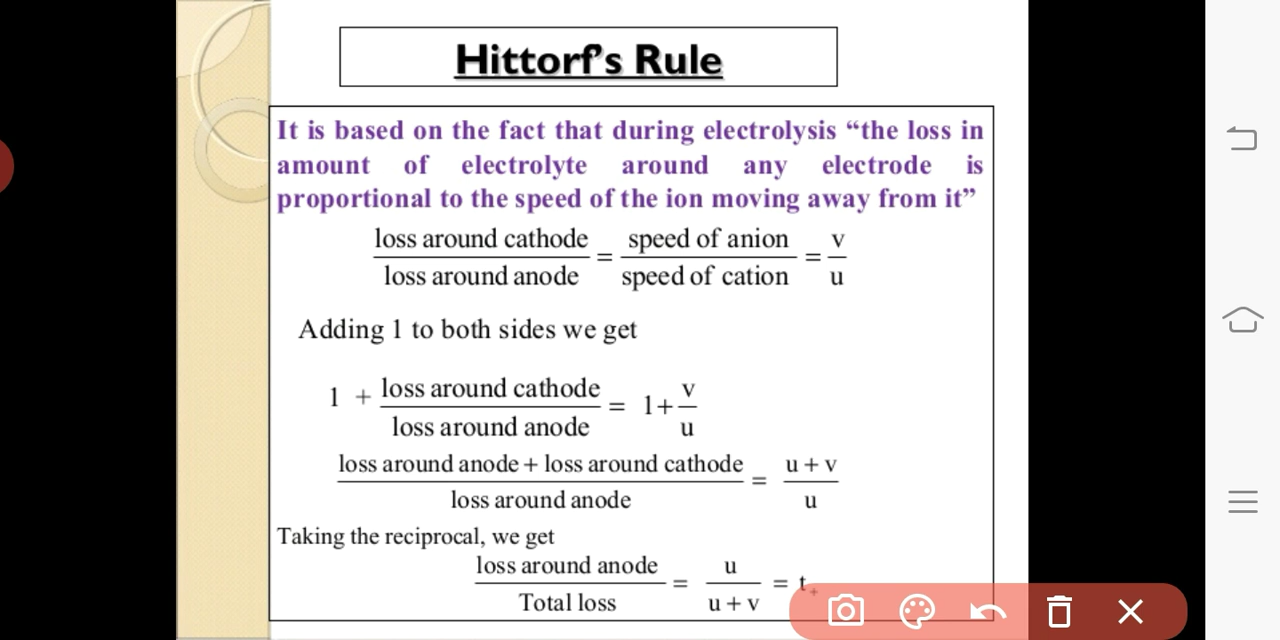 Hittorf's Rule
It is based on the fact that during electrolysis “the loss in
amount of electrolyte around any electrode is
proportional to the speed of the ion moving away from it”
loss around cathode / loss around anode = speed of anion / speed of cation = v / u
Adding 1 to both sides we get
1 + loss around cathode / loss around anode = 1+ v / u
loss around anode + loss around cathode / loss around anode = u + v / u
Taking the reciprocal, we get
loss around anode / Total loss = u / u + v = t+